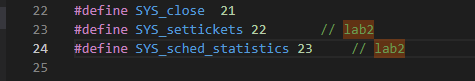 22 #define SYS_close  21
23 #define SYS_settickets 22        // lab2
24 #define SYS_sched_statistics 23     // lab2
25